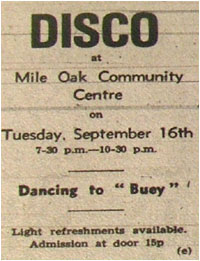 DISCO
at
Mile Oak Community
Centre
on
Tuesday, September 16th
7-30 p.m.—10-30 p.m.
Dancing to "Buey"
Light refreshments available.
Admission at door 15p
(e)